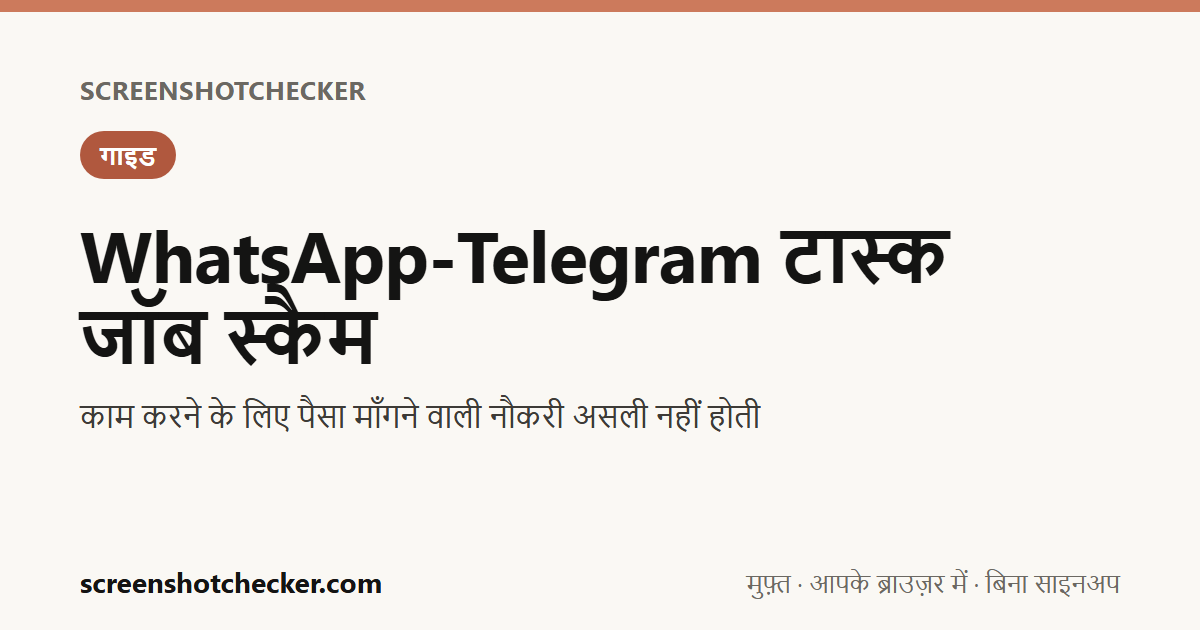 SCREENSHOTCHECKER
गाइड
WhatsApp-Telegram टास्क
जॉब स्कैम
काम करने के लिए पैसा माँगने वाली नौकरी असली नहीं होती
screenshotchecker.com
मुफ़्त · आपके ब्राउज़र में · बिना साइनअप